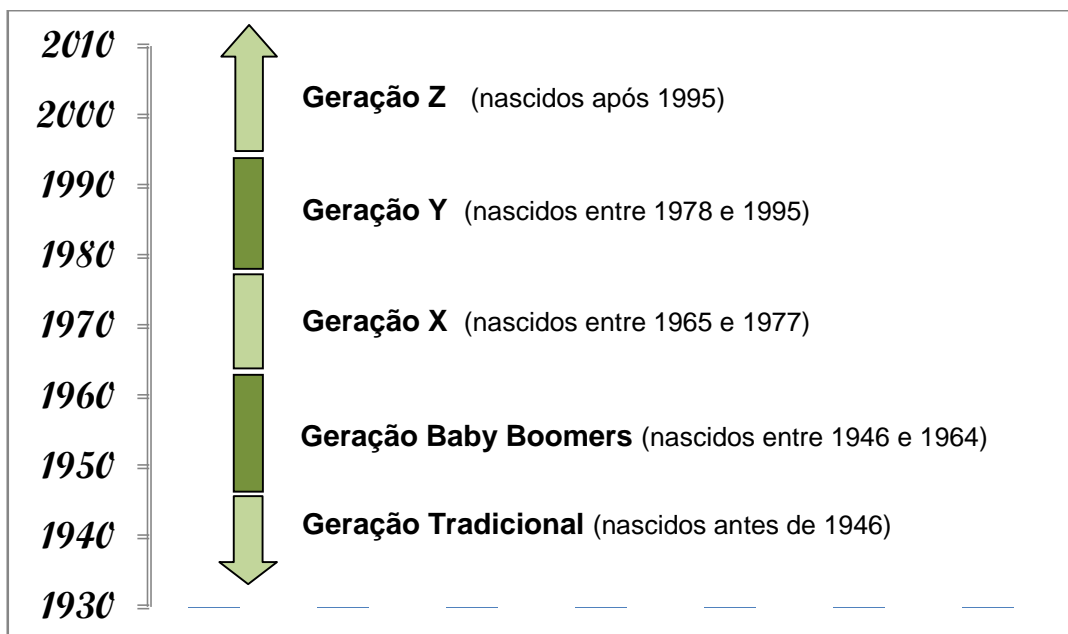 2010
Geração Z (nascidos após 1995)
2000
1990
Geração Y (nascidos entre 1978 e 1995)
1980
1970
Geração X (nascidos entre 1965 e 1977)
1960
Geração Baby Boomers (nascidos entre 1946 e 1964)
1950
Geração Tradicional (nascidos antes de 1946)
1940
1930